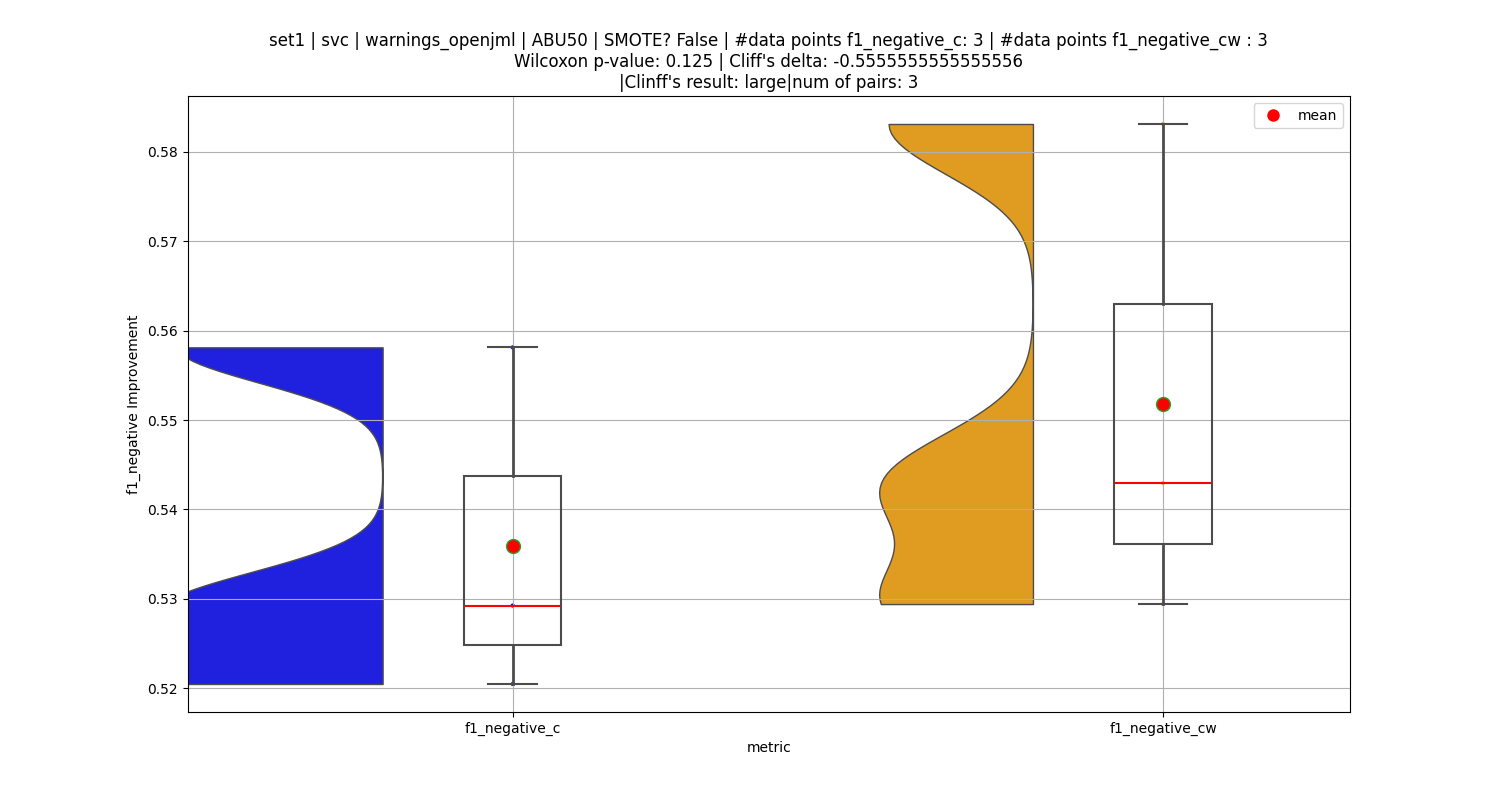 set1 | svc | warnings_openjml | ABU50 | SMOTE? False | #data points f1_negative_c: 3 | #data points f1_negative_cw : 3
Wilcoxon p-value: 0.125 | Cliff's delta: -0.5555555555555556
|Clinff's result: large|num of pairs: 3
mean
0.58
0.57
0.56
0.55
0.54
0.53
0.52
f1_negative Improvement
f1_negative_c
f1_negative_cw
metric